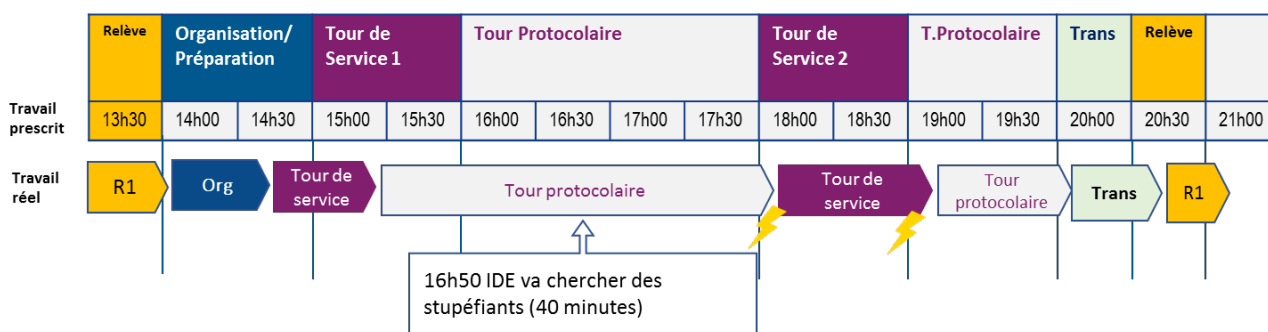 Relève
Organisation/
Préparation
Tour de
Service 1
Tour Protocolaire
Tour de
Service 2
T.Protocolaire
Trans
Relève
Travail
prescrit
13h30 14h00 14h30 15h00 15h30 16h00 16h30 17h00 17h30 18h00 18h30 19h00 19h30 20h00 20h30 21h00
Travail
réel
R1
Org
Tour de
service
Tour protocolaire
Tour de
service
Tour
protocolaire
Trans
R1
16h50 IDE va chercher des
stupéfiants (40 minutes)